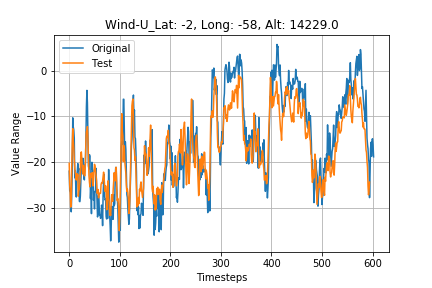 Wind-U_Lat: -2, Long: -58, Alt: 14229.0
Original
Test
Value Range
0
−10
−20
−30
0 100 200 300 400 500 600
Timesteps